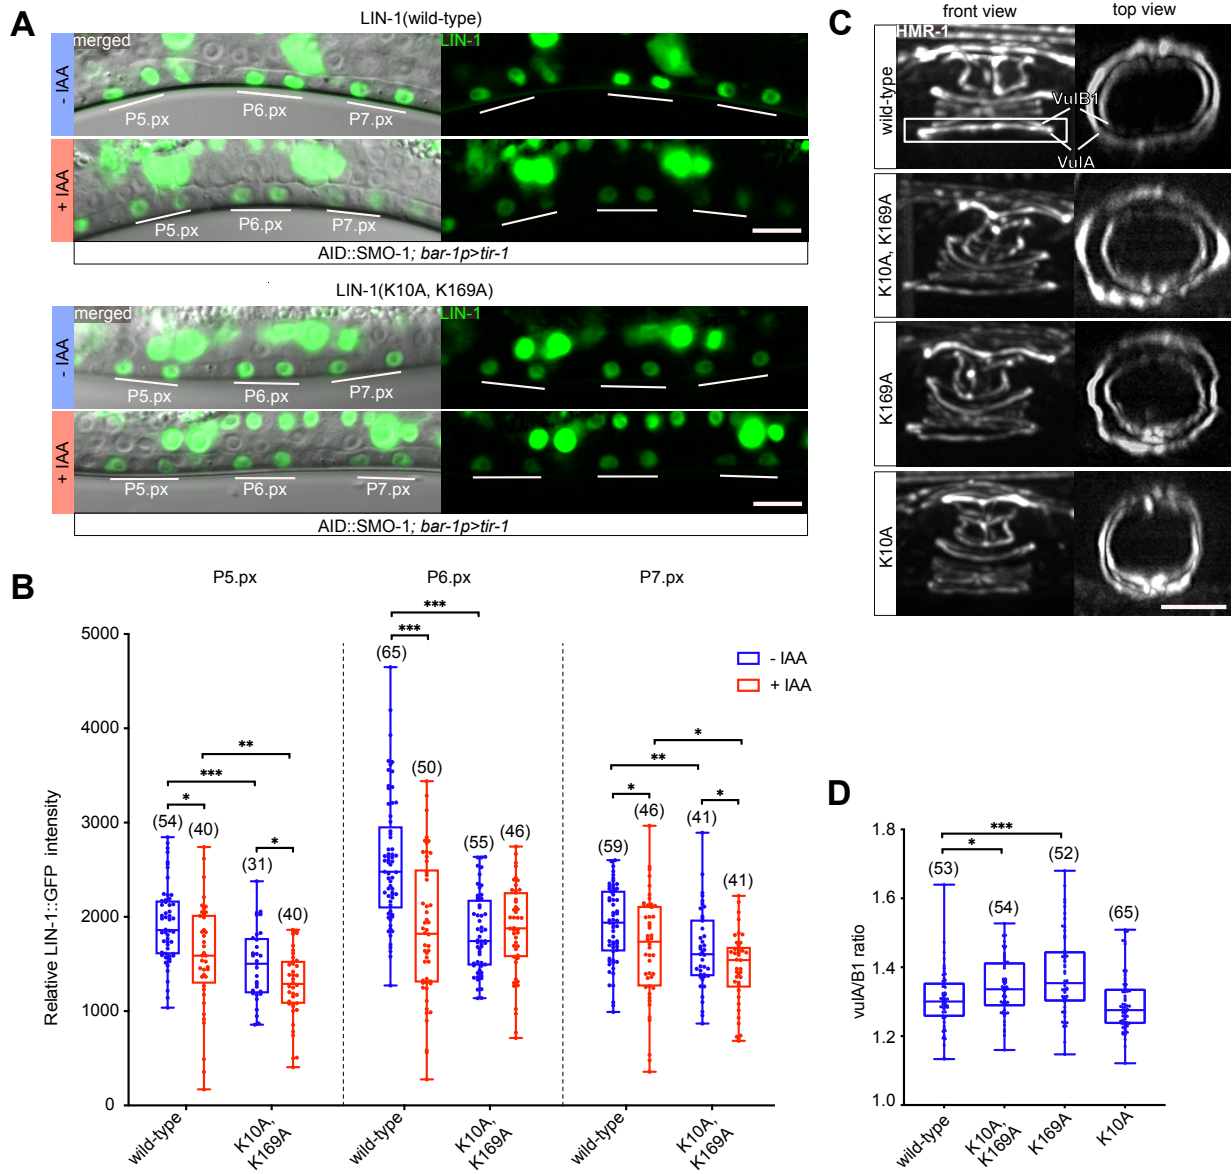 A
LIN-1(wild-type)
- IAA
merged
LIN-1
P5.px
P6.px
P7.px
+ IAA
P5.px
P6.px
P7.px
AID::SMO-1; bar-1p>tir-1
LIN-1(K10A, K169A)
- IAA
merged
LIN-1
P5.px
P6.px
P7.px
+ IAA
P5.px
P6.px
P7.px
AID::SMO-1; bar-1p>tir-1
C
front view
top view
wild-type
HMR-1
VulB1
VulA
K10A, K169A
K169A
K10A
B
P5.px
P6.px
P7.px
Relative LIN-1::GFP intensity
5000
4000
3000
2000
1000
0
- IAA
+ IAA
(54)
(40)
(31)
(40)
*
***
**
*
(65)
(50)
(55)
(46)
***
***
(59)
(46)
(41)
(41)
*
**
*
*
wild-type
K10A,
K169A
wild-type
K10A,
K169A
wild-type
K10A,
K169A
D
vulA/B1 ratio
1.8
1.6
1.4
1.2
1.0
***
*
(53)
(54)
(52)
(65)
wild-type
K10A,
K169A
K169A
K10A